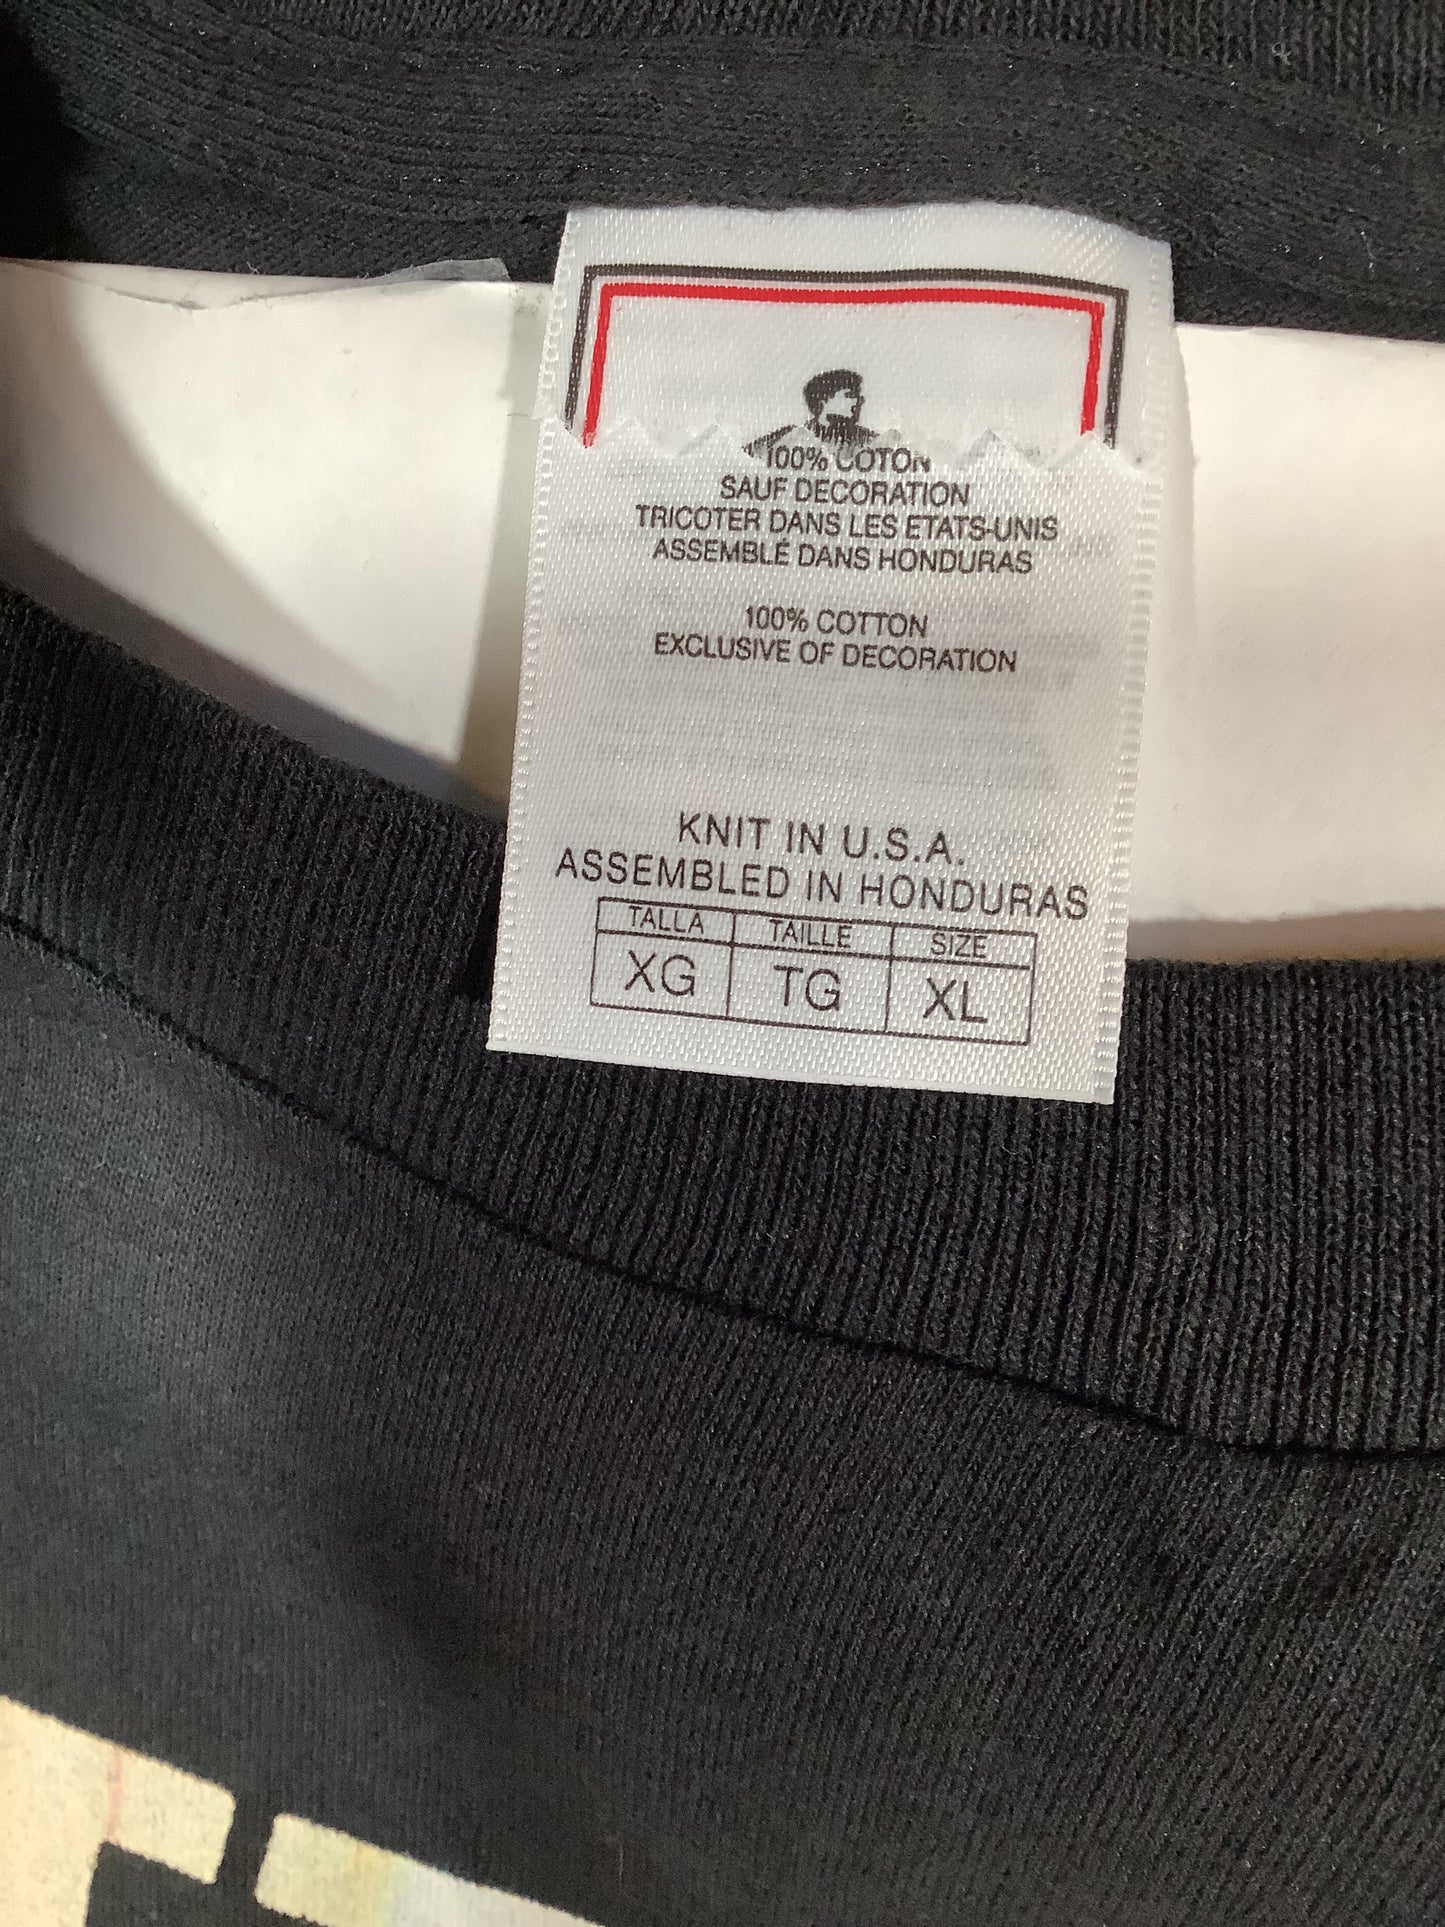 100% COTON
SAUF DECORATION
TRICOTER DANS LES ETATS-UNIS
ASSEMBLÉ DANS HONDURAS
100% COTTON
EXCLUSIVE OF DECORATION
KNIT IN U.S.A.
ASSEMBLED IN HONDURAS
TALLA TAILLE SIZE
XG TG XL